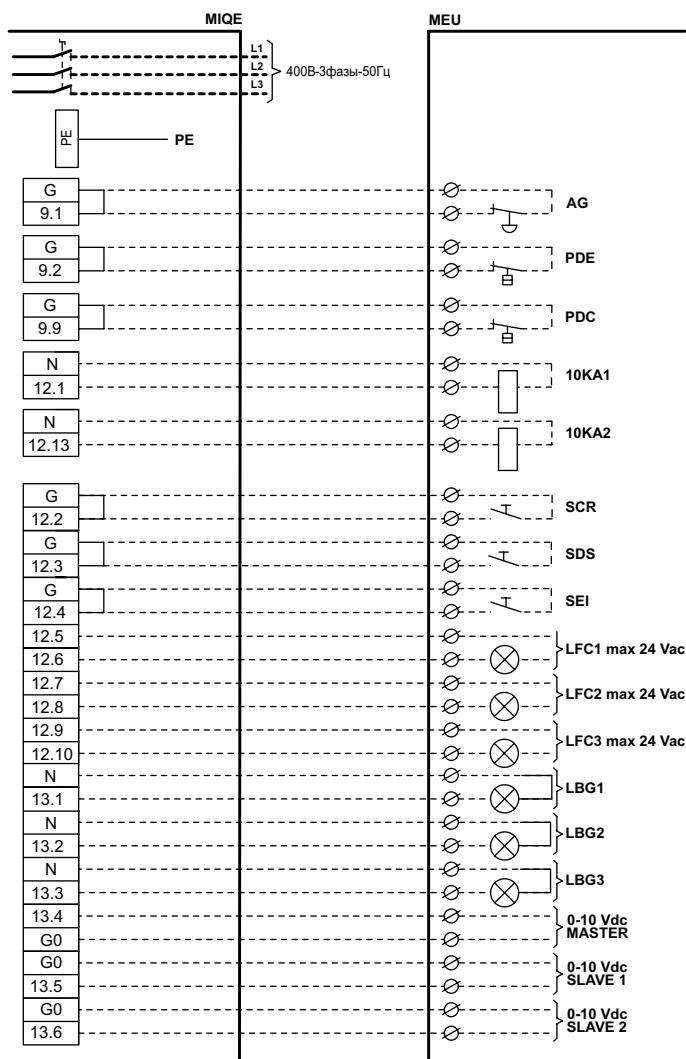 MIQE
MEU
L1
L2
L3
400В-3фазы-50Гц
PE
PE
G
9.1
AG
G
9.2
PDE
G
9.9
PDC
N
12.1
10KA1
N
12.13
10KA2
G
12.2
SCR
G
12.3
SDS
G
12.4
SEI
12.5
12.6
LFC1 max 24 Vac
12.7
12.8
LFC2 max 24 Vac
12.9
12.10
LFC3 max 24 Vac
N
13.1
LBG1
N
13.2
LBG2
N
13.3
LBG3
13.4
G0
0-10 Vdc
MASTER
G0
13.5
0-10 Vdc
SLAVE 1
G0
13.6
0-10 Vdc
SLAVE 2